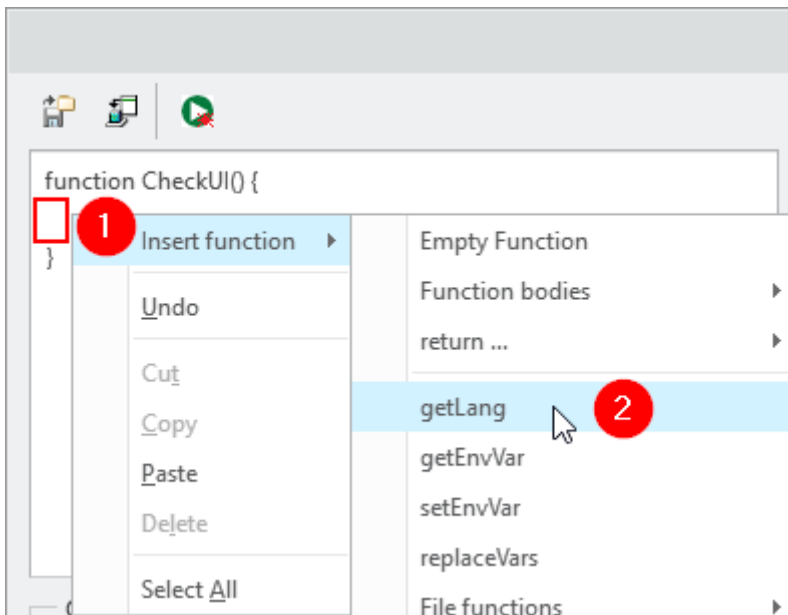 function CheckUI() {
1
}
Insert function
Undo
Cut
Copy
Paste
Delete
Select All
Empty Function
Function bodies
return ...
getLang
2
getEnvVar
setEnvVar
replaceVars
File functions